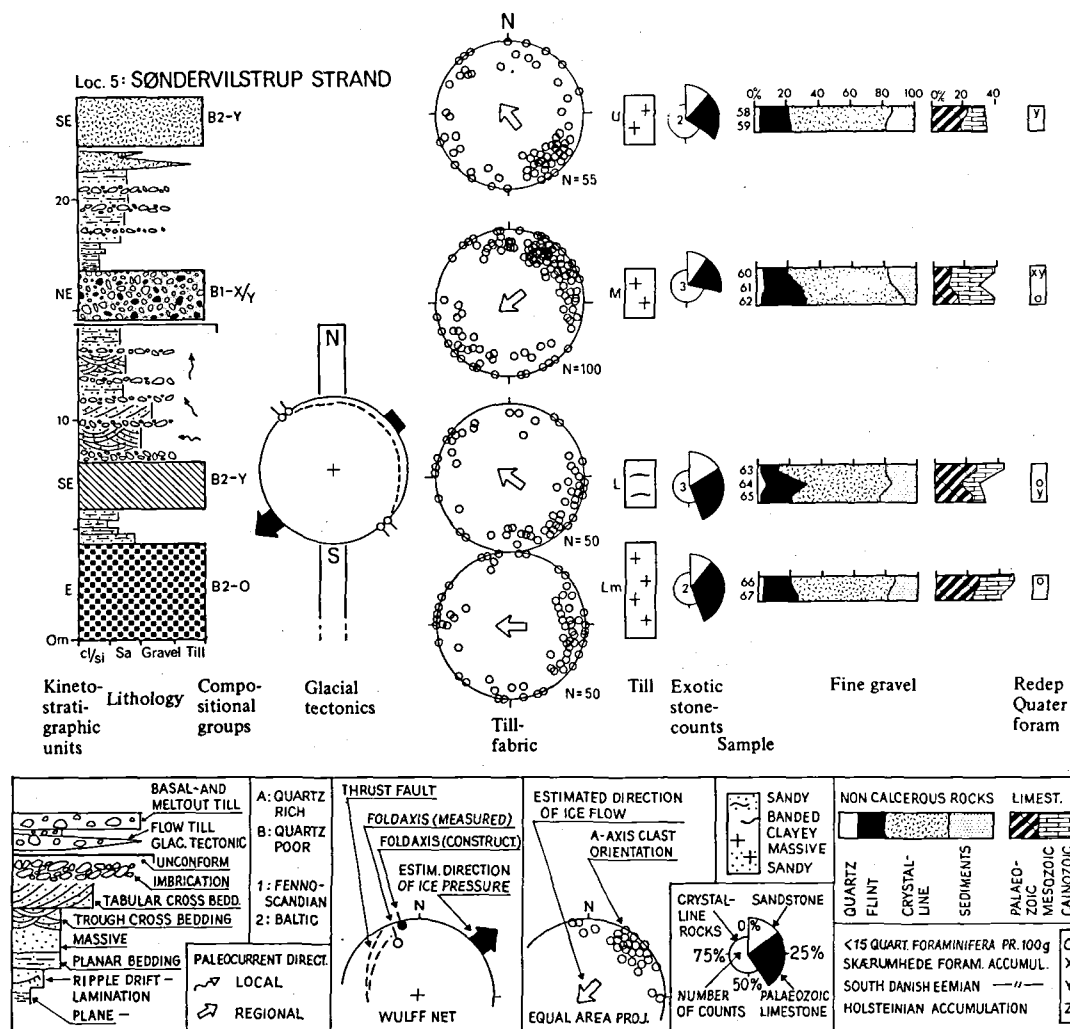 Loc. 5: SØNDERVILSTRUP STRAND
N
SE
B2-Y
20
NE
B1-X/Y
10
SE
B2-Y
E
B2-O
Om
cl/si Sa Gravel Till
N
S
N=55
N=100
N=50
N=50
U
M
L
Lm
2
3
3
2
0% 20 40 60 80 100
0% 20 40
58
59
60
61
62
63
64
65
66
67
y
xy
o
o
y
o
Kineto-
strati-
graphic
units
Lithology
Compo-
sitional
groups
Glacial
tectonics
Till-
fabric
Till
Exotic
stone-
counts
Sample
Fine gravel
Redep
Quater
foram
BASAL-AND
MELTOUT TILL
FLOW TILL
GLAC. TECTONIC
UNCONFORM
IMBRICATION
TABULAR CROSS BEDD.
TROUGH CROSS BEDDING
MASSIVE
PLANAR BEDDING
RIPPLE DRIFT-
LAMINATION
PLANE -
A: QUARTZ
RICH
B: QUARTZ
POOR
1: FENNO-
SCANDIAN
2: BALTIC
PALEOCURRENT DIRECT.
LOCAL
REGIONAL
THRUST FAULT
FOLDAXIS (MEASURED)
FOLDAXIS (CONSTRUCT.)
ESTIM. DIRECTION
OF ICE PRESSURE
N
WULFF NET
ESTIMATED DIRECTION
OF ICE FLOW
A-AXIS CLAST
ORIENTATION
N
EQUAL AREA PROJ.
SANDY
BANDED
CLAYEY
MASSIVE
SANDY
CRYSTAL-
LINE
ROCKS
SANDSTONE
0 %
75%
25%
50%
NUMBER
OF COUNTS
PALAEOZOIC
LIMESTONE
NON CALCEROUS ROCKS
LIMEST.
QUARTZ
FLINT
CRYSTAL-
LINE
SEDIMENTS
PALAEO-
ZOIC
MESOZOIC
CAINOZOIC
<15 QUART. FORAMINIFERA PR. 100g O
SKÆRUMHEDE FORAM. ACCUMUL. X
SOUTH DANISH EEMIAN —"— Y
HOLSTEINIAN ACCUMULATION Z